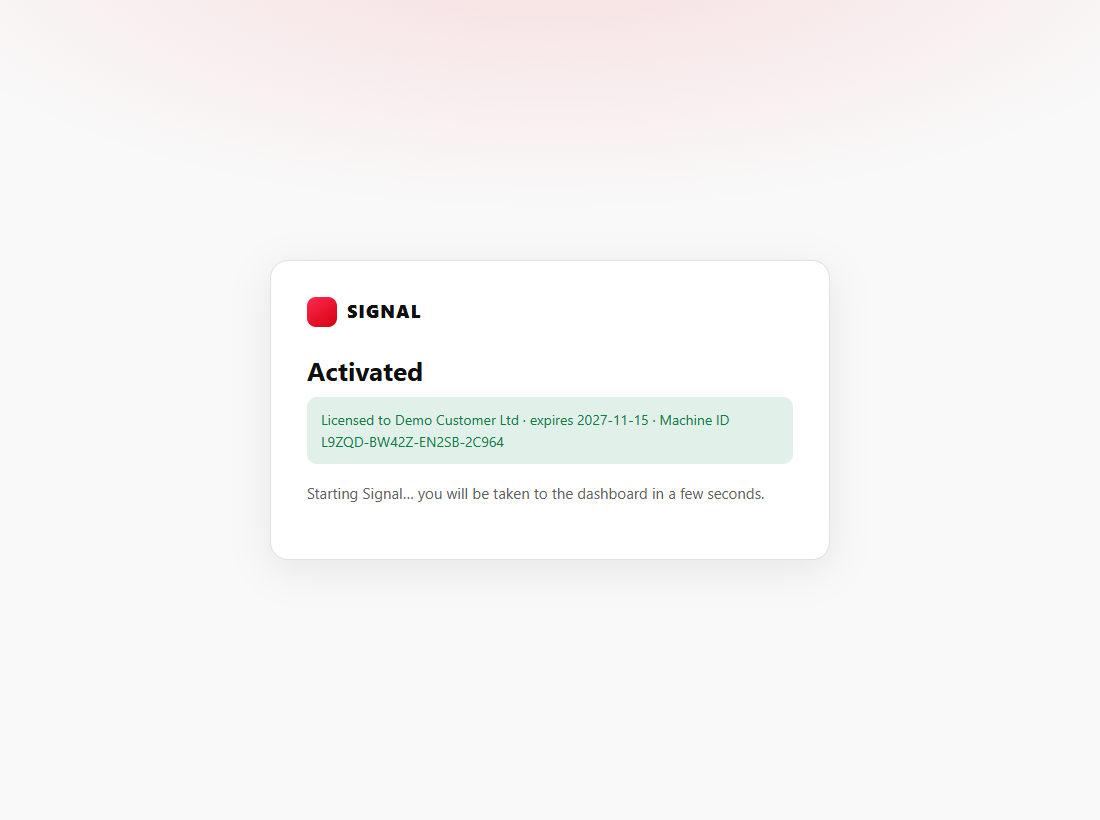 SIGNAL
Activated
Licensed to Demo Customer Ltd · expires 2027-11-15 · Machine ID
L9ZQD-BW42Z-EN2SB-2C964
Starting Signal... you will be taken to the dashboard in a few seconds.